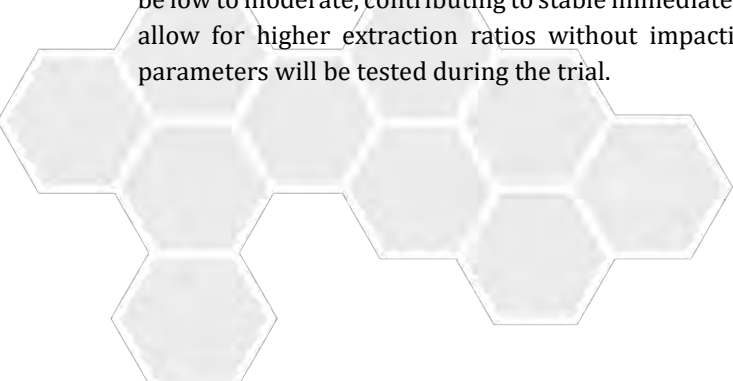 be low to moderate, contributing to stable immediate
allow for higher extraction ratios without impacti
parameters will be tested during the trial.